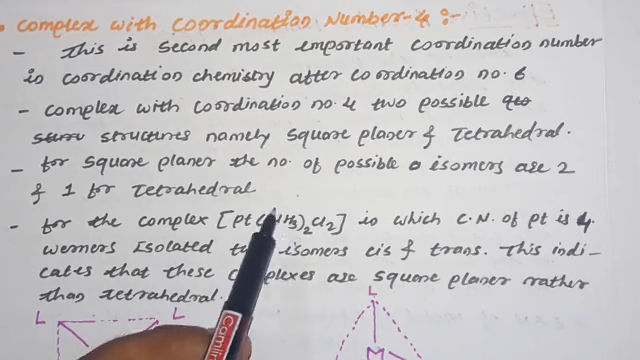 • Complex with Coordination Number-4 :-
- This is second most important coordination number
in coordination chemistry after coordination no. 6
- complex with coordination no. 4 two possible
structures namely square planer & Tetrahedral.
- for square planer the no. of possible isomers are 2
& 1 for Tetrahedral
- for the complex [Pt(NH3)2Cl2] in which C.N. of pt is 4.
werners Isolated isomers cis & trans. This indi-
cates that these complexes are square planer rather
than tetrahedral.
L L L
M
Camlin